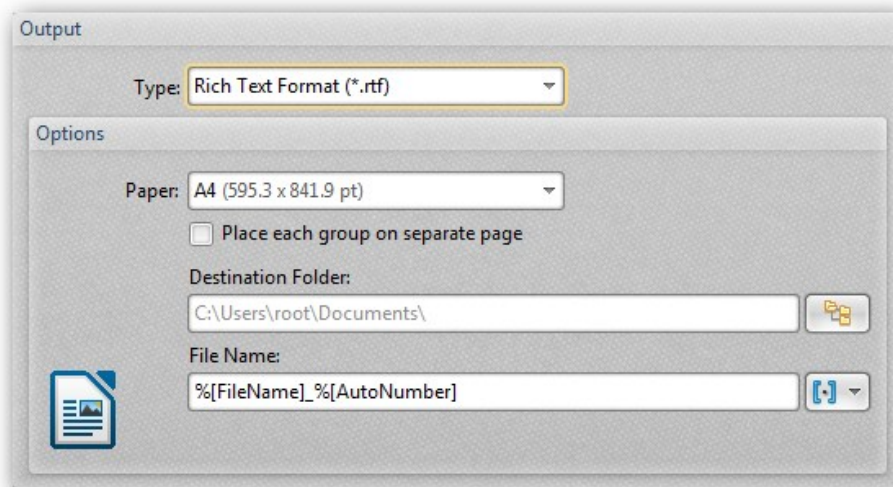 Output
Type: Rich Text Format (*.rtf)
Options
Paper: A4 (595.3 x 841.9 pt)
Place each group on separate page
Destination Folder:
C:\Users\root\Documents\
File Name:
%[FileName]_%[AutoNumber]